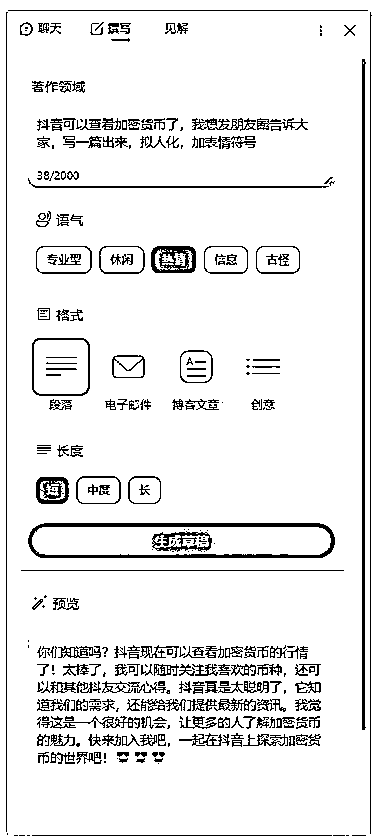 聊天 撰写 见解
著作领域
抖音可以查看加密货币了，我想发朋友圈告诉大
家，写一篇出来，拟人化，加表情符号
38/2000
语气
专业型 休闲 热情 信息 古怪
格式
段落 电子邮件 博客文章 创意
长度
短 中度 长
生成草稿
预览
你们知道吗？抖音现在可以查看加密货币的行情
了！太棒了，我可以随时关注我喜欢的币种，还可
以和其他抖友交流心得。抖音真是太聪明了，它知
道我们的需求，还能给我们提供最新的资讯。我觉
得这是一个很好的机会，让更多的人了解加密货币
的魅力。快来加入我吧，一起在抖音上探索加密货
币的世界吧！😎😎😎